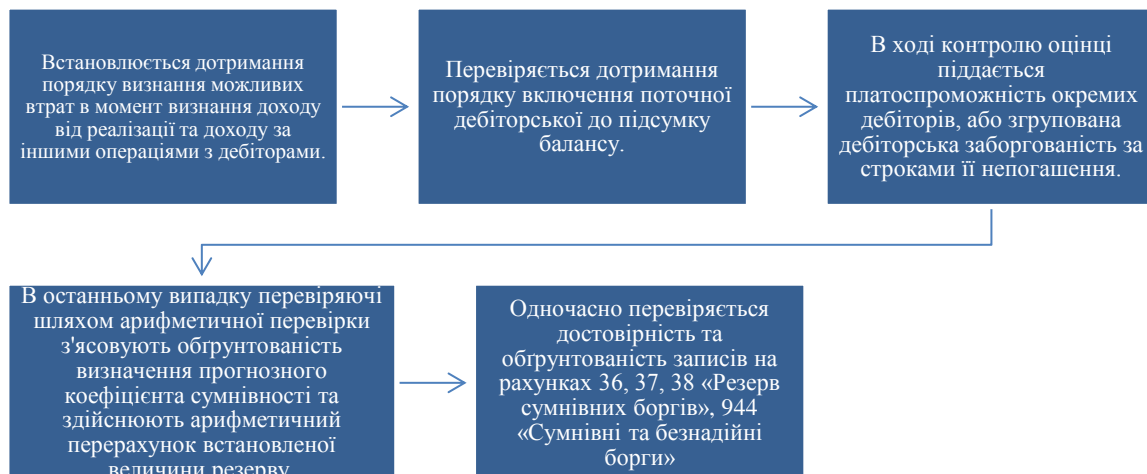 Встановлюється дотримання
порядку визнання можливих
втрат в момент визнання доходу
від реалізації та доходу за
іншими операціями з дебіторами.
Перевіряється дотримання
порядку включення поточної
дебіторської до підсумку
балансу.
В ході контролю оцінці
піддається
платоспроможність окремих
дебіторів, або згрупована
дебіторська заборгованість за
строками її непогашення.
В останньому випадку перевіряючі
шляхом арифметичної перевірки
з'ясовують обґрунтованість
визначення прогнозного
коефіцієнта сумнівності та
здійснюють арифметичний
перерахунок встановленої
величини резерву
Одночасно перевіряється
достовірність та
обґрунтованість записів на
рахунках 36, 37, 38 «Резерв
сумнівних боргів», 944
«Сумнівні та безнадійні
борги»